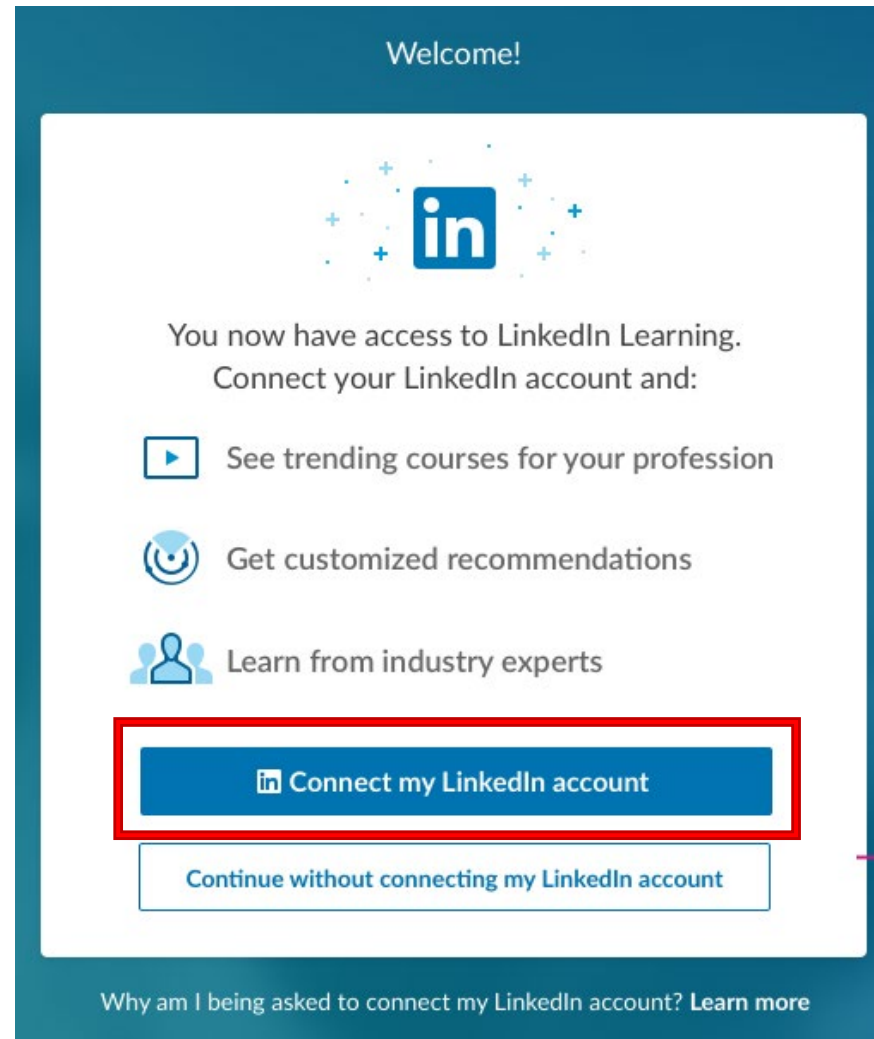 Welcome!
in
You now have access to LinkedIn Learning.
Connect your LinkedIn account and:
See trending courses for your profession
Get customized recommendations
Learn from industry experts
in Connect my LinkedIn account
Continue without connecting my LinkedIn account
Why am I being asked to connect my LinkedIn account? Learn more